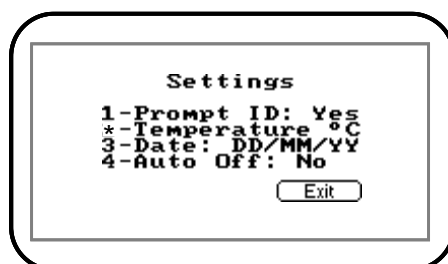 Settings
1-Prompt ID: Yes
*-Temperature °C
3-Date: DD/MM/YY
4-Auto Off: No
Exit